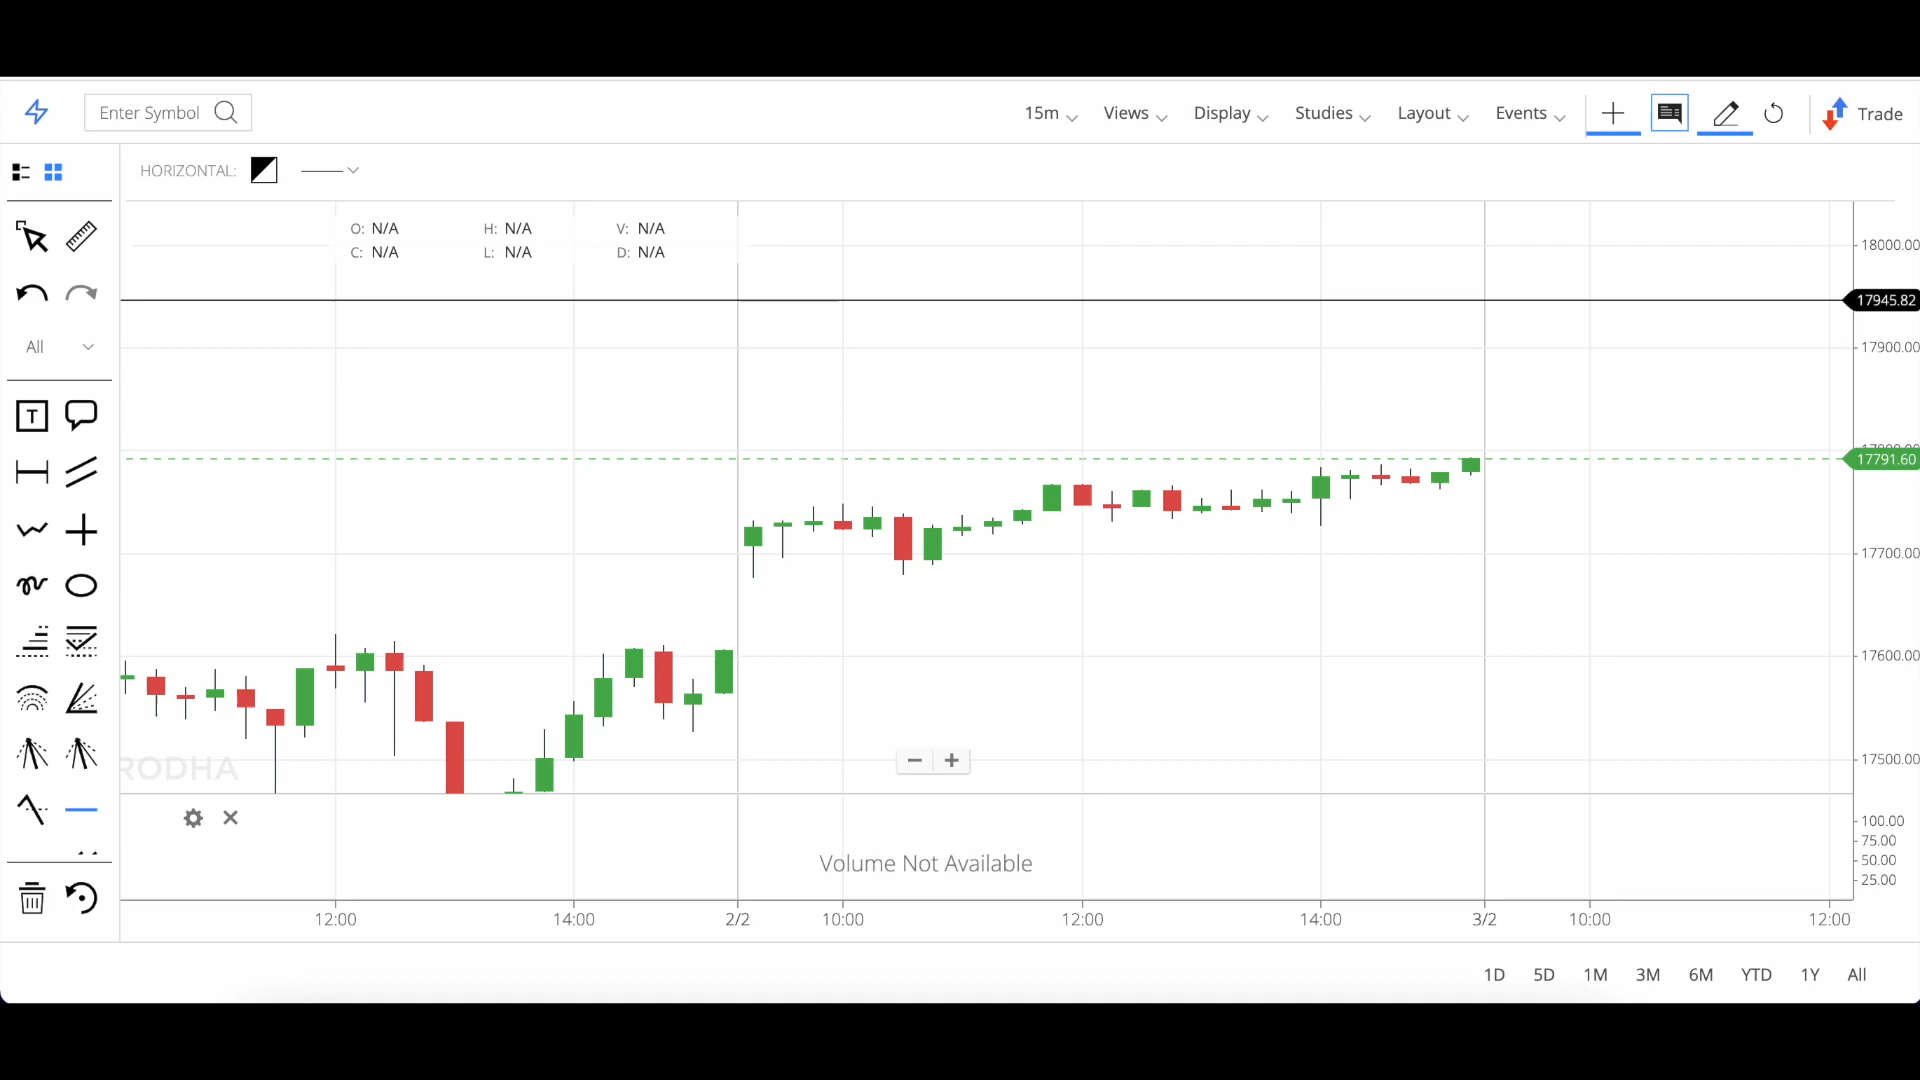 Enter Symbol
15m Views Display Studies Layout Events Trade
HORIZONTAL:
O: N/A H: N/A V: N/A
C: N/A L: N/A D: N/A
18000.00
17945.82
17900.00
All
17800.00
17791.60
T
17700.00
17600.00
17500.00
RODHA
100.00
75.00
50.00
25.00
Volume Not Available
12:00 14:00 2/2 10:00 12:00 14:00 3/2 10:00 12:00
1D 5D 1M 3M 6M YTD 1Y All